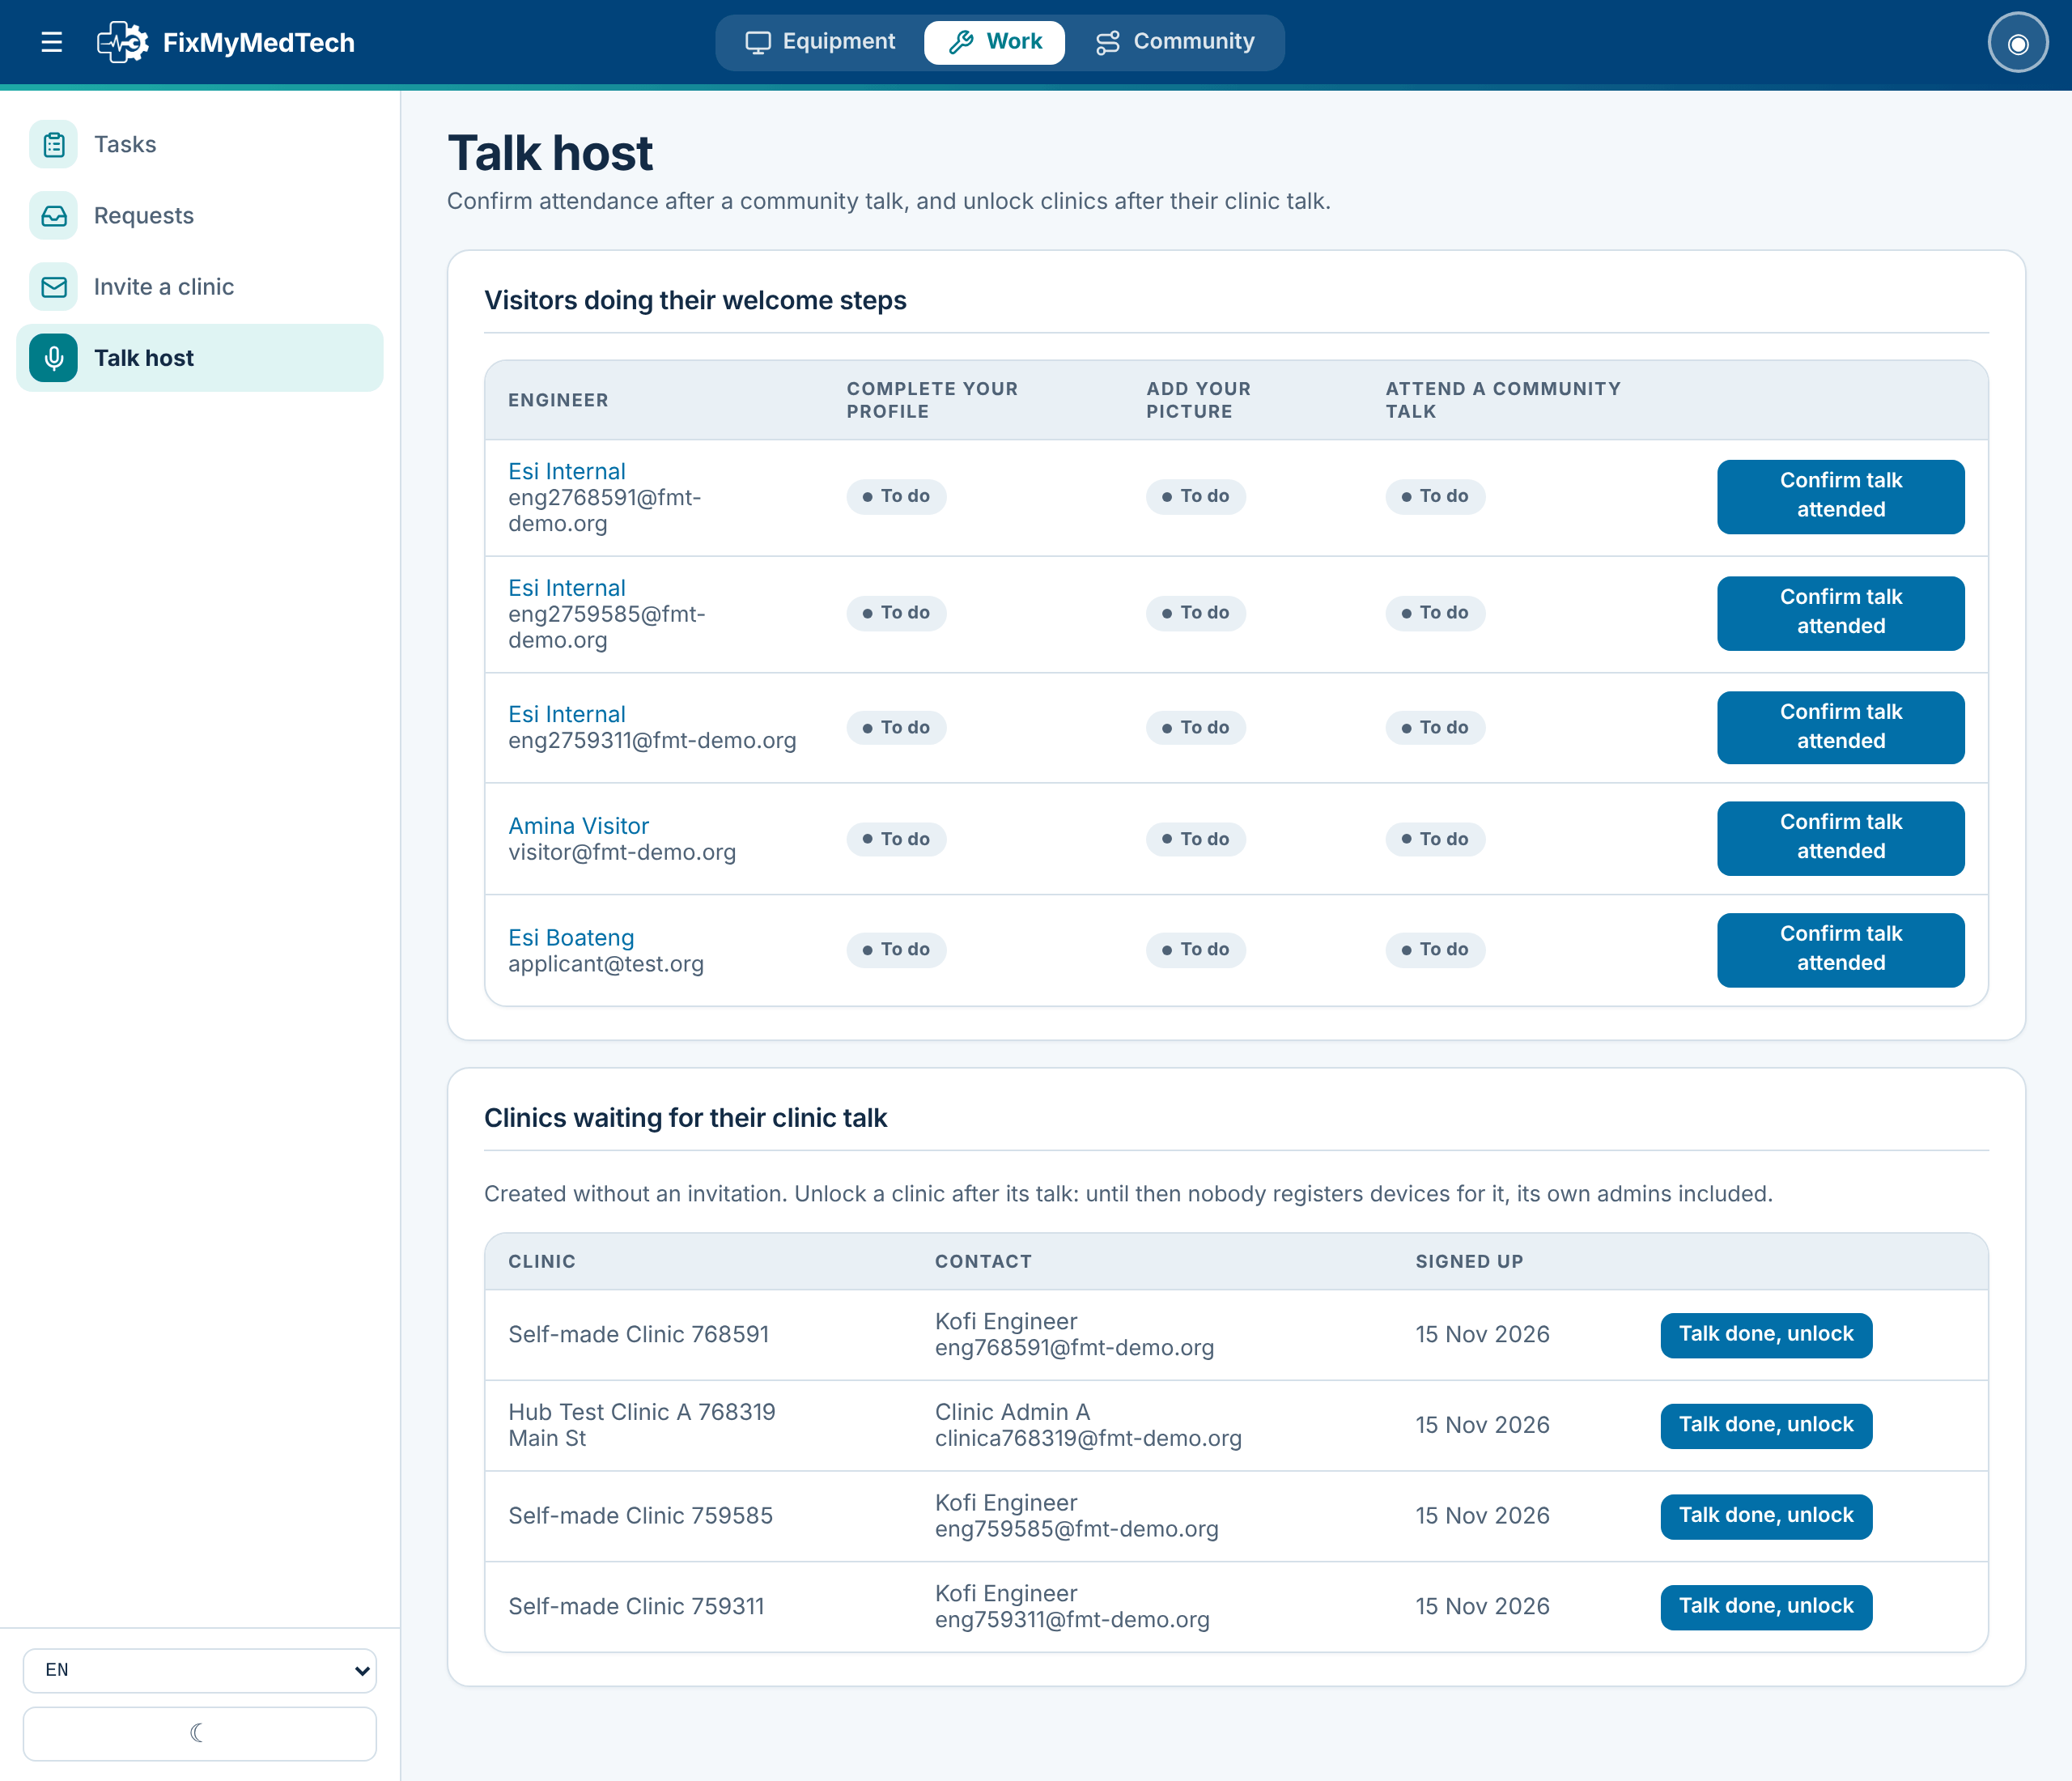 FixMyMedTech
Equipment
Work
Community
Tasks
Requests
Invite a clinic
Talk host
Talk host
Confirm attendance after a community talk, and unlock clinics after their clinic talk.
Visitors doing their welcome steps
ENGINEER
COMPLETE YOUR
PROFILE
ADD YOUR
PICTURE
ATTEND A COMMUNITY
TALK
Esi Internal
eng2768591@fmt-
demo.org
To do
To do
To do
Confirm talk
attended
Esi Internal
eng2759585@fmt-
demo.org
To do
To do
To do
Confirm talk
attended
Esi Internal
eng2759311@fmt-demo.org
To do
To do
To do
Confirm talk
attended
Amina Visitor
visitor@fmt-demo.org
To do
To do
To do
Confirm talk
attended
Esi Boateng
applicant@test.org
To do
To do
To do
Confirm talk
attended
Clinics waiting for their clinic talk
Created without an invitation. Unlock a clinic after its talk: until then nobody registers devices for it, its own admins included.
CLINIC
CONTACT
SIGNED UP
Self-made Clinic 768591
Kofi Engineer
eng768591@fmt-demo.org
15 Nov 2026
Talk done, unlock
Hub Test Clinic A 768319
Main St
Clinic Admin A
clinica768319@fmt-demo.org
15 Nov 2026
Talk done, unlock
Self-made Clinic 759585
Kofi Engineer
eng759585@fmt-demo.org
15 Nov 2026
Talk done, unlock
Self-made Clinic 759311
Kofi Engineer
eng759311@fmt-demo.org
15 Nov 2026
Talk done, unlock
EN